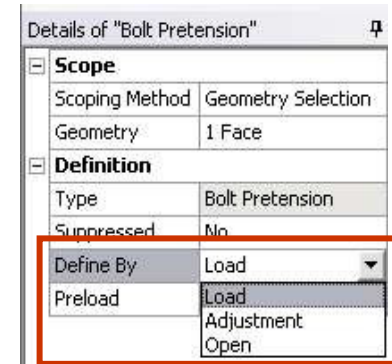 Details of "Bolt Pretension"
Scope
Scoping Method Geometry Selection
Geometry 1 Face
Definition
Type Bolt Pretension
Suppressed No
Define By Load
Preload Load
Adjustment
Open